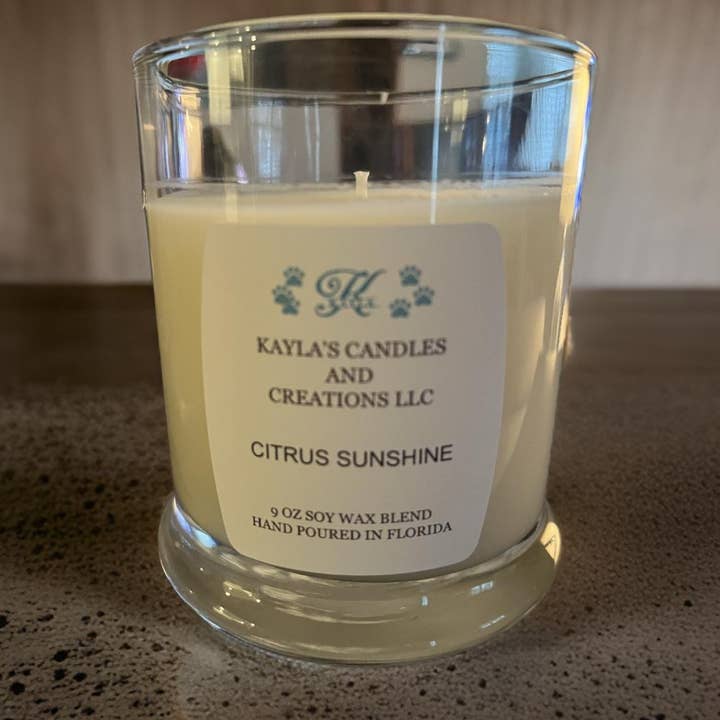 K
KAYLA'S CANDLES
AND
CREATIONS LLC
CITRUS SUNSHINE
9 OZ SOY WAX BLEND
HAND POURED IN FLORIDA